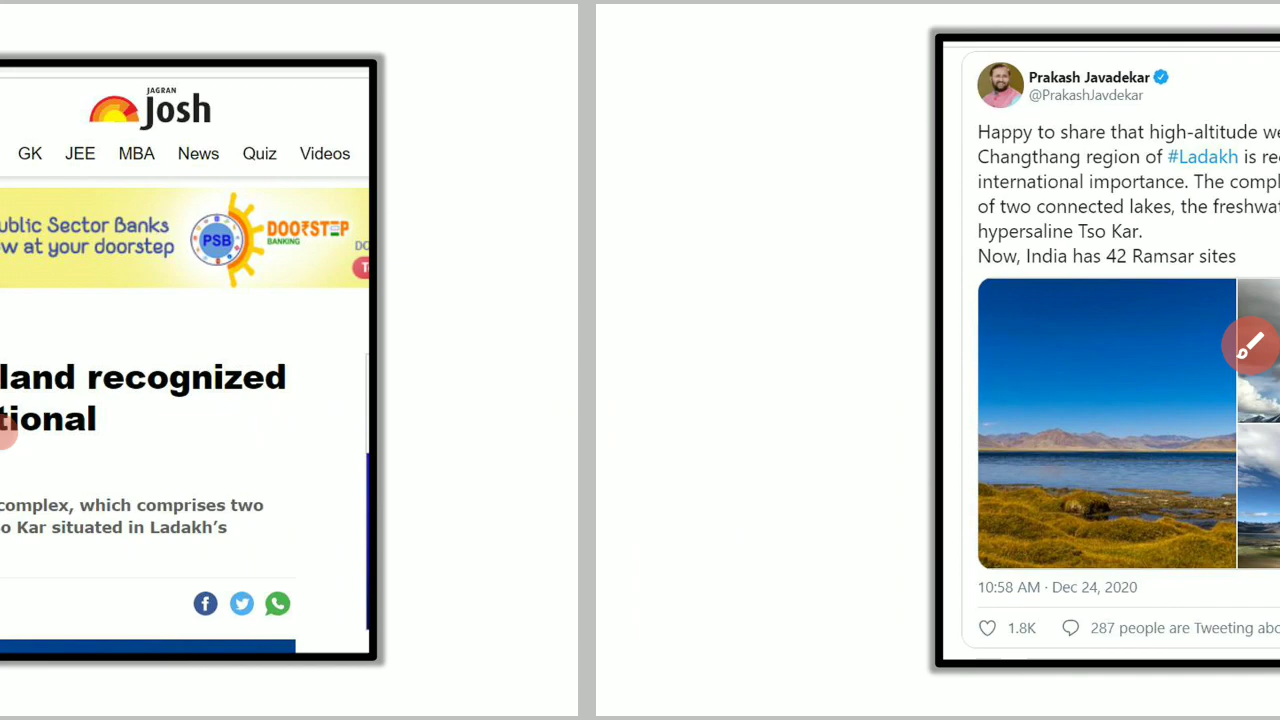 JAGRAN
Josh
GK JEE MBA News Quiz Videos
ublic Sector Banks
w at your doorstep
PSB
DOORSTEP
BANKING
land recognized
tional
complex, which comprises two
o Kar situated in Ladakh's
Prakash Javadekar
@PrakashJavdekar
Happy to share that high-altitude we
Changthang region of #Ladakh is re
international importance. The compl
of two connected lakes, the freshwat
hypersaline Tso Kar.
Now, India has 42 Ramsar sites
10:58 AM · Dec 24, 2020
1.8K 287 people are Tweeting abo